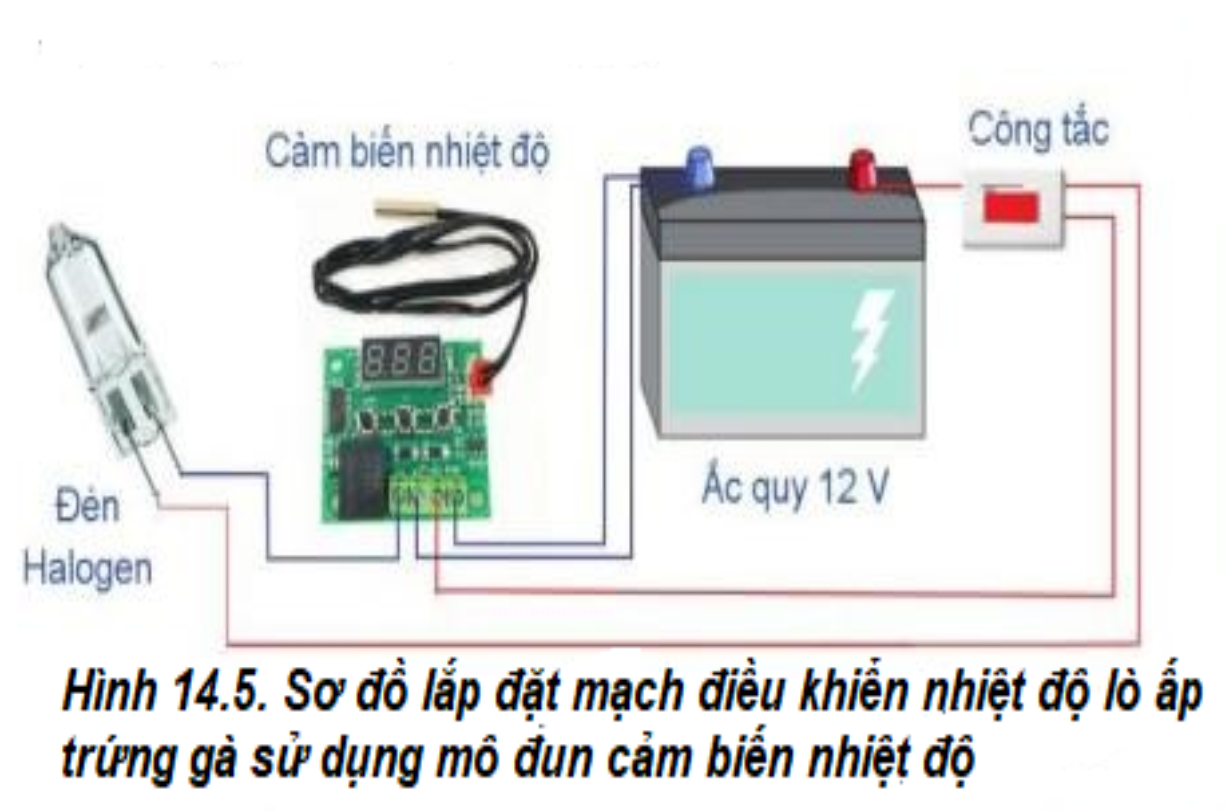 Cảm biến nhiệt độ
Công tắc
Đèn
Halogen
Ắc quy 12 V
Hình 14.5. Sơ đồ lắp đặt mạch điều khiển nhiệt độ lò ấp
trứng gà sử dụng mô đun cảm biến nhiệt độ